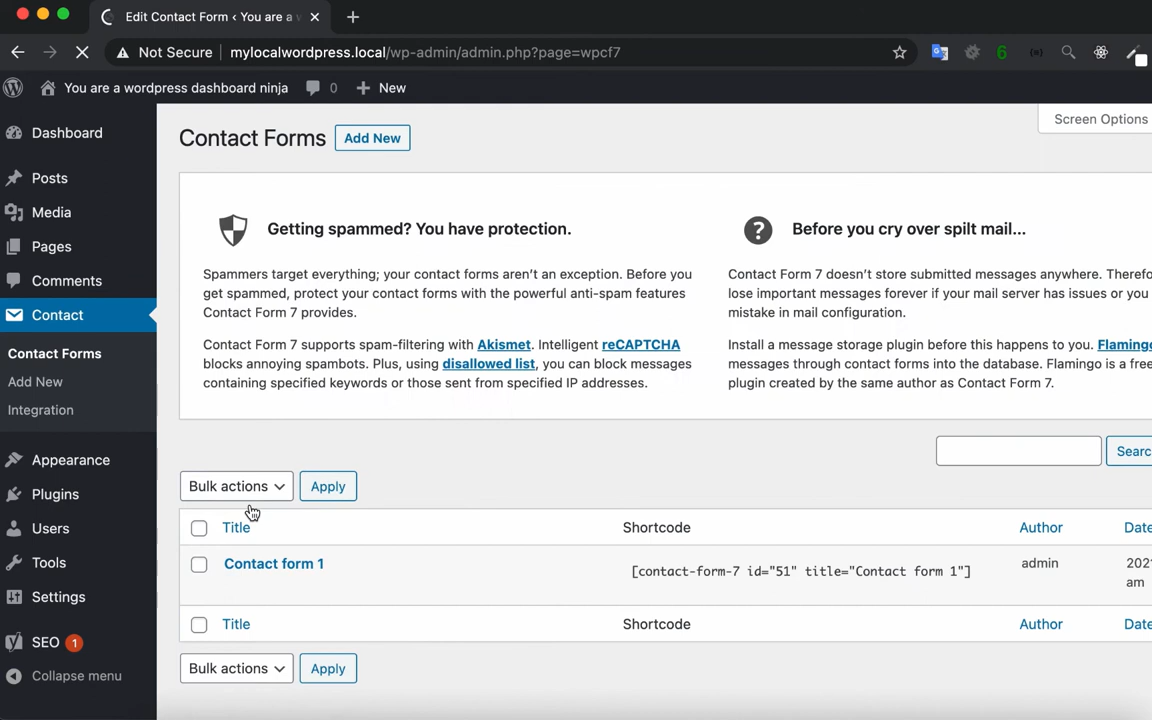 Edit Contact Form ‹ You are a v
Not Secure mylocalwordpress.local/wp-admin/admin.php?page=wpcf7
6
You are a wordpress dashboard ninja 0 New
Screen Options
Dashboard
Posts
Media
Pages
Comments
Contact
Contact Forms
Add New
Integration
Appearance
Plugins
Users
Tools
Settings
SEO 1
Collapse menu
Contact Forms Add New
Getting spammed? You have protection.
Spammers target everything; your contact forms aren't an exception. Before you
get spammed, protect your contact forms with the powerful anti-spam features
Contact Form 7 provides.
Contact Form 7 supports spam-filtering with Akismet. Intelligent reCAPTCHA
blocks annoying spambots. Plus, using disallowed list, you can block messages
containing specified keywords or those sent from specified IP addresses.
Before you cry over spilt mail…
Contact Form 7 doesn't store submitted messages anywhere. Therefo
lose important messages forever if your mail server has issues or you
mistake in mail configuration.
Install a message storage plugin before this happens to you. Flamingo
messages through contact forms into the database. Flamingo is a free
plugin created by the same author as Contact Form 7.
Searc
Bulk actions Apply
Title Shortcode Author Date
Contact form 1 [contact-form-7 id="51" title="Contact form 1"] admin 202
am
Title Shortcode Author Date
Bulk actions Apply